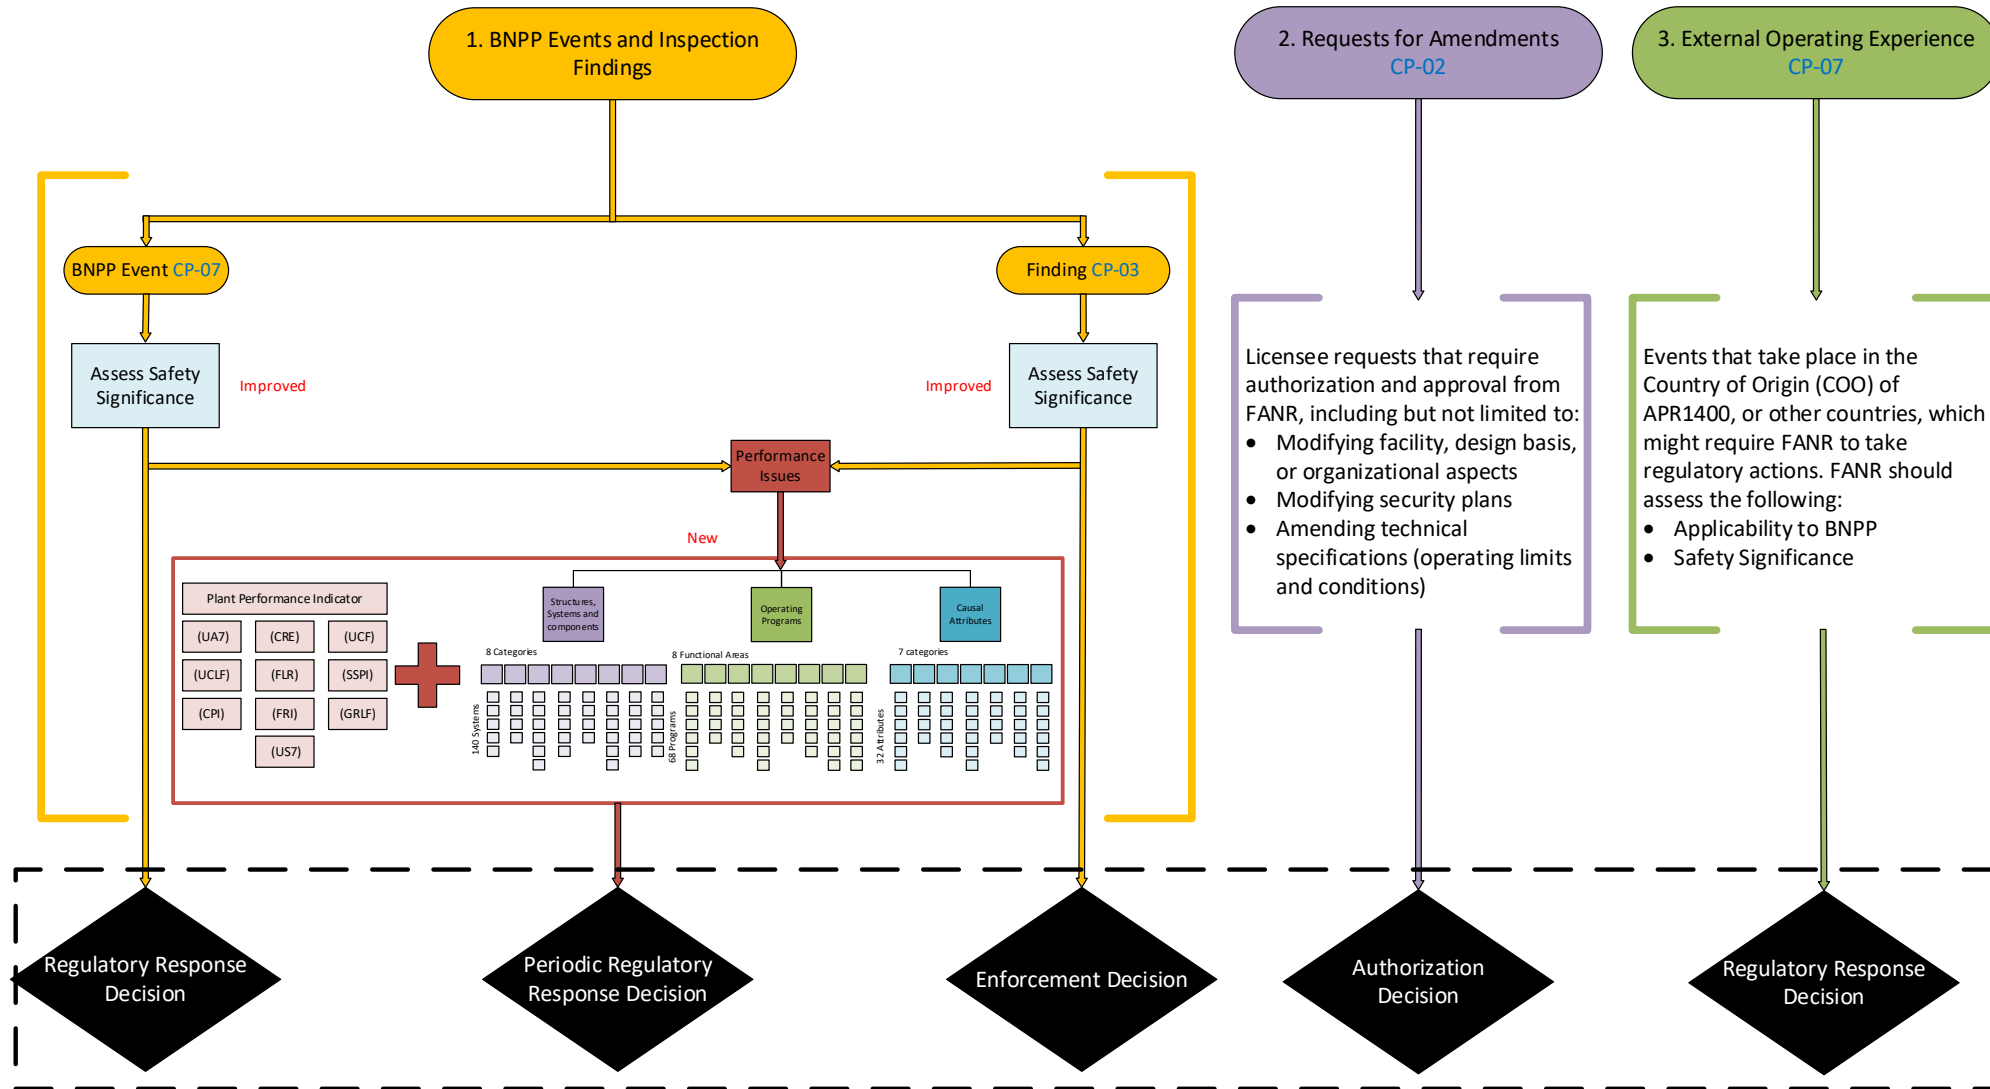 1. BNPP Events and Inspection
Findings
2. Requests for Amendments
CP-02
3. External Operating Experience
CP-07
BNPP Event CP-07
Finding CP-03
Assess Safety
Significance
Improved
Improved
Assess Safety
Significance
Performance
Issues
New
Plant Performance Indicator
(UA7)
(CRE)
(UCF)
(UCLF)
(FLR)
(SSPI)
(CPI)
(FRI)
(GRLF)
(US7)
Structures,
Systems and
components
Operating
Programs
Causal
Attributes
8 Categories
8 Functional Areas
7 categories
140 Systems
68 Programs
32 Attributes
Licensee requests that require
authorization and approval from
FANR, including but not limited to:
• Modifying facility, design basis,
or organizational aspects
• Modifying security plans
• Amending technical
specifications (operating limits
and conditions)
Events that take place in the
Country of Origin (COO) of
APR1400, or other countries, which
might require FANR to take
regulatory actions. FANR should
assess the following:
• Applicability to BNPP
• Safety Significance
Regulatory Response
Decision
Periodic Regulatory
Response Decision
Enforcement Decision
Authorization
Decision
Regulatory Response
Decision